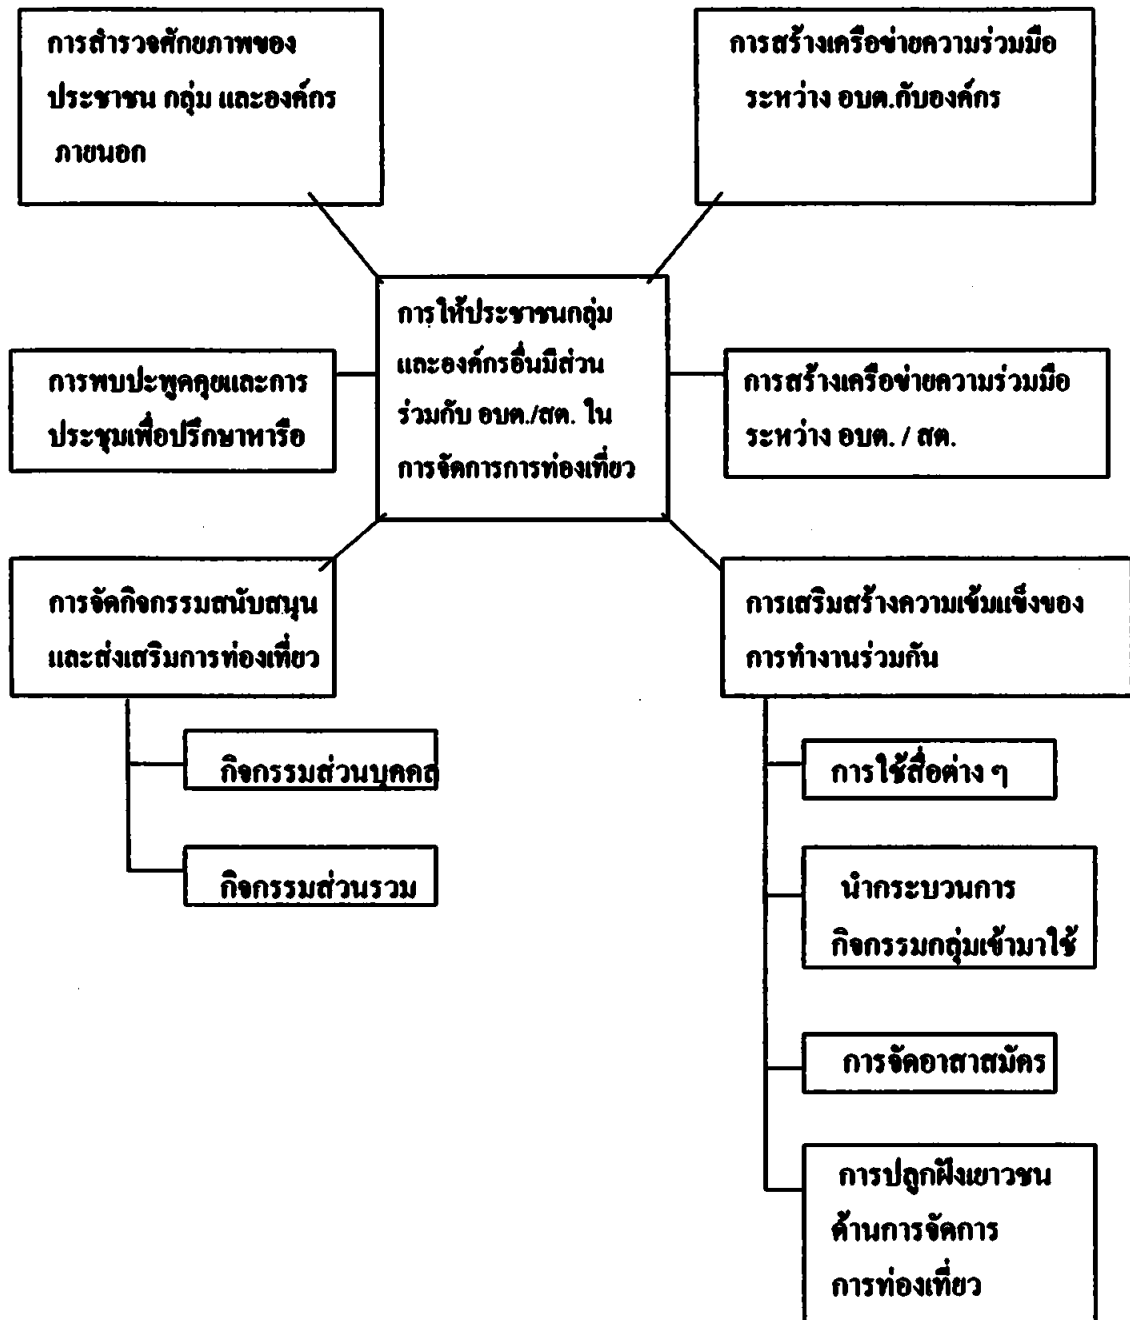 การสำรวจศักยภาพของ
ประชาชน กลุ่ม และองค์กร
ภายนอก
การสร้างเครือข่ายความร่วมมือ
ระหว่าง อบต.กับองค์กร
การให้ประชาชนกลุ่ม
และองค์กรอื่นมีส่วน
ร่วมกับ อบต./สต. ใน
การจัดการการท่องเที่ยว
การพบปะพูดคุยและการ
ประชุมเพื่อปรึกษาหารือ
การสร้างเครือข่ายความร่วมมือ
ระหว่าง อบต. / สต.
การจัดกิจกรรมสนับสนุน
และส่งเสริมการท่องเที่ยว
กิจกรรมส่วนบุคคล
กิจกรรมส่วนรวม
การเสริมสร้างความเข้มแข็งของ
การทำงานร่วมกัน
การใช้สื่อต่าง ๆ
นำกระบวนการ
กิจกรรมกลุ่มเข้ามาใช้
การจัดอาสาสมัคร
การปลูกฝังเยาวชน
ด้านการจัดการ
การท่องเที่ยว